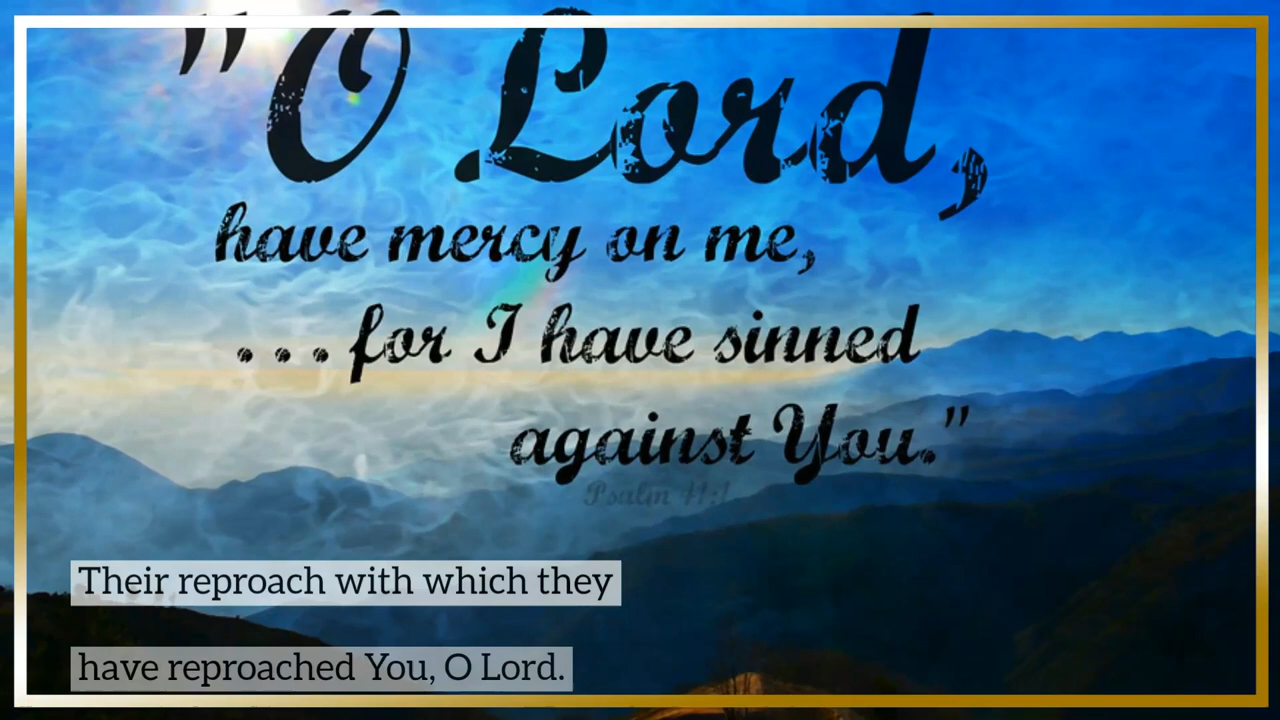 "O Lord,
have mercy on me,
. . . for I have sinned
against You."
Psalm 41:4
Their reproach with which they
have reproached You, O Lord.